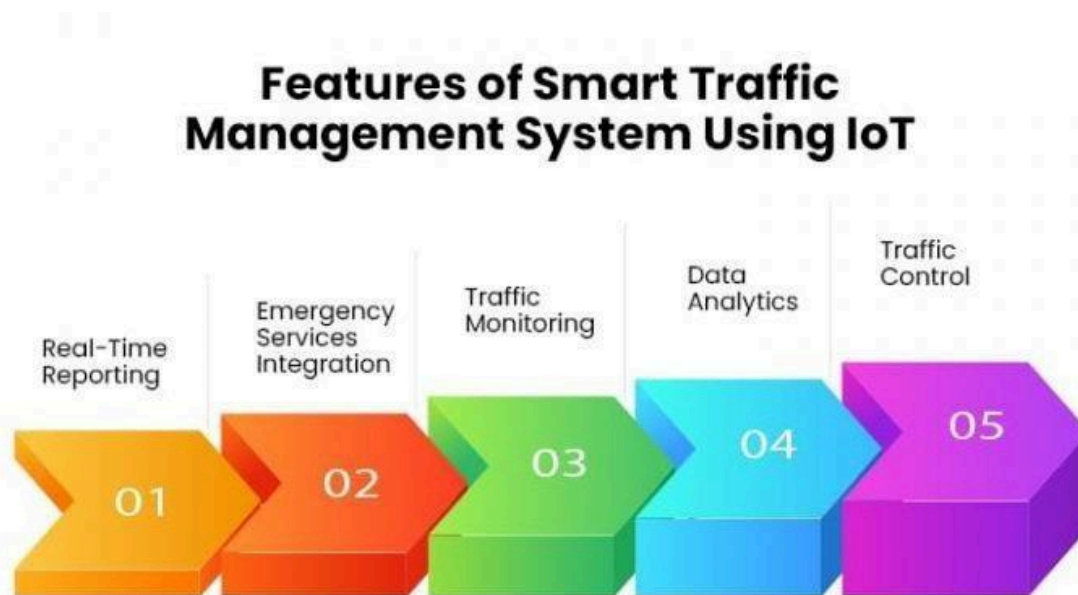 Features of Smart Traffic
Management System Using IoT
Real-Time
Reporting
Emergency
Services
Integration
Traffic
Monitoring
Data
Analytics
Traffic
Control
01
02
03
04
05